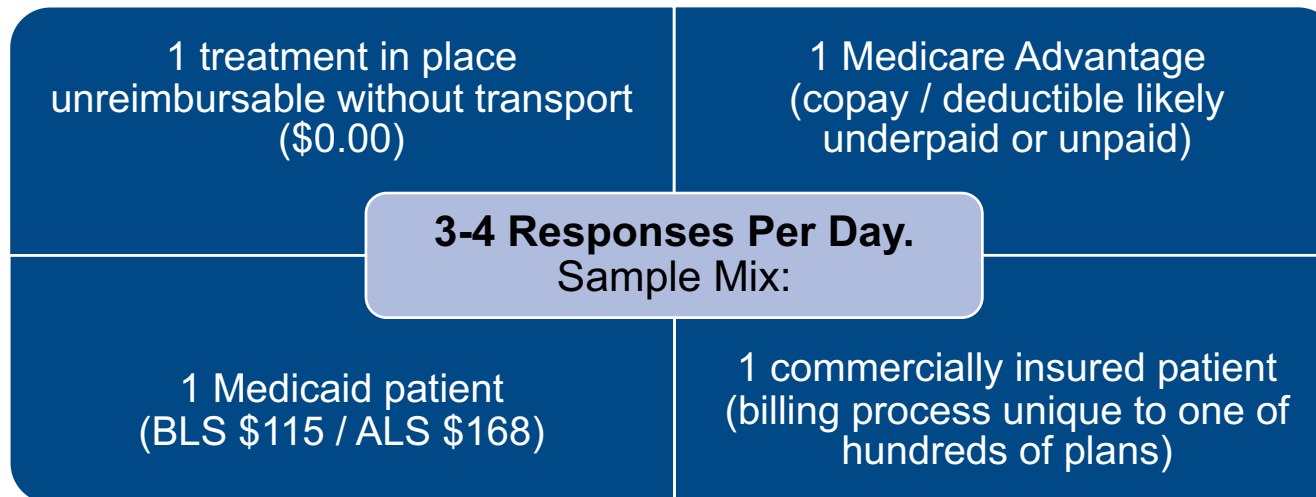 1 treatment in place
unreimbursable without transport
($0.00)
1 Medicare Advantage
(copay / deductible likely
underpaid or unpaid)
3-4 Responses Per Day.
Sample Mix:
1 Medicaid patient
(BLS $115 / ALS $168)
1 commercially insured patient
(billing process unique to one of
hundreds of plans)